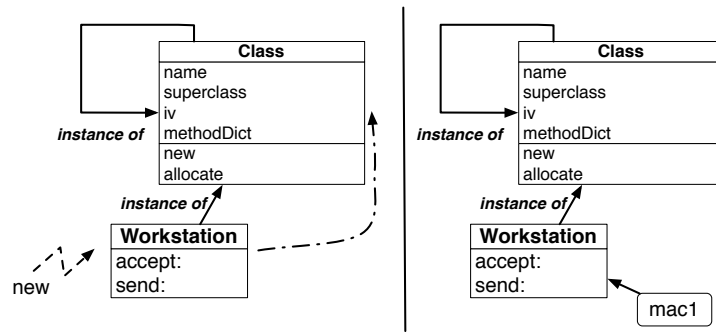 Class
name
superclass
iv
methodDict
instance of
new
allocate
instance of
Workstation
accept:
send:
new
Class
name
superclass
iv
methodDict
instance of
new
allocate
instance of
Workstation
accept:
send:
mac1